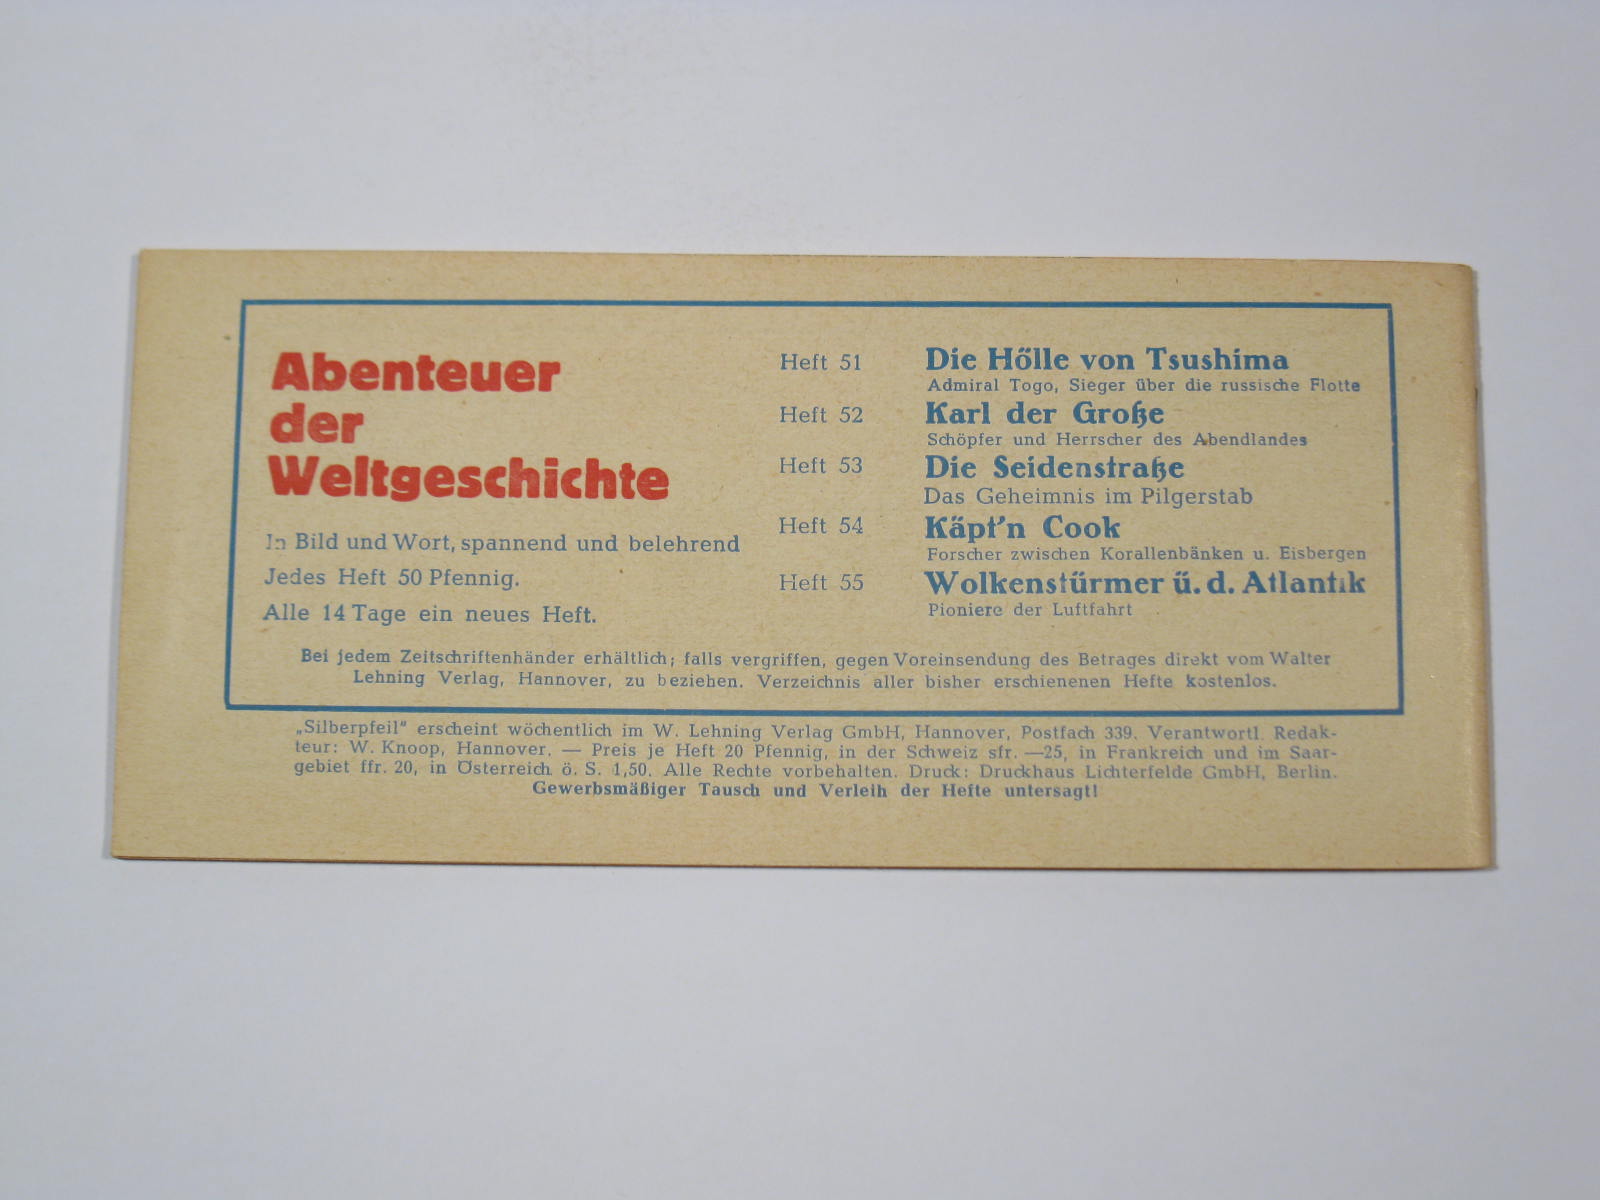 Abenteuer
der
Weltgeschichte
In Bild und Wort, spannend und belehrend
Jedes Heft 50 Pfennig.
Alle 14 Tage ein neues Heft.
Heft 51 Die Hölle von Tsushima
Admiral Togo, Sieger über die russische Flotte
Heft 52 Karl der Große
Schöpfer und Herrscher des Abendlandes
Heft 53 Die Seidenstraße
Das Geheimnis im Pilgerstab
Heft 54 Käpt'n Cook
Forscher zwischen Korallenbänken u. Eisbergen
Heft 55 Wolkenstürmer ü. d. Atlantik
Pioniere der Luftfahrt
Bei jedem Zeitschriftenhänder erhältlich; falls vergriffen, gegen Voreinsendung des Betrages direkt vom Walter
Lehning Verlag, Hannover, zu beziehen. Verzeichnis aller bisher erschienenen Hefte kostenlos.
„Silberpfeil" erscheint wöchentlich im W. Lehning Verlag GmbH, Hannover, Postfach 339. Verantwortl. Redak-
teur: W. Knoop, Hannover. — Preis je Heft 20 Pfennig, in der Schweiz sfr. —25, in Frankreich und im Saar-
gebiet ffr. 20, in Österreich ö. S. 1,50. Alle Rechte vorbehalten. Druck: Druckhaus Lichterfelde GmbH, Berlin.
Gewerbsmäßiger Tausch und Verleih der Hefte untersagt!